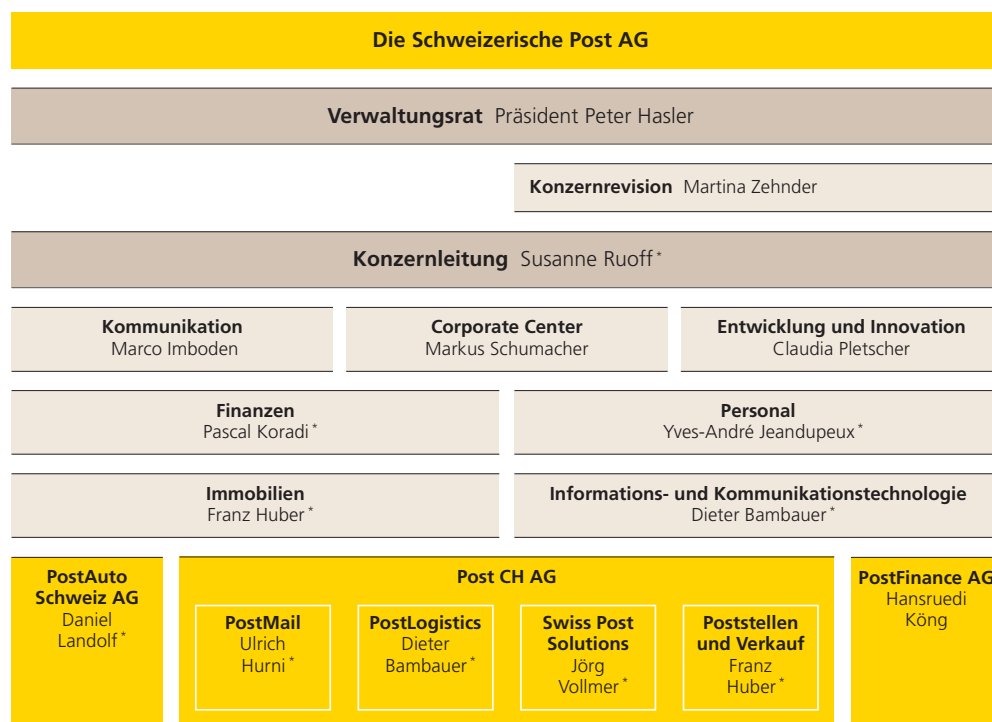 Die Schweizerische Post AG
Verwaltungsrat Präsident Peter Hasler
Konzernrevision Martina Zehnder
Konzernleitung Susanne Ruoff*
Kommunikation
Marco Imboden
Corporate Center
Markus Schumacher
Entwicklung und Innovation
Claudia Pletscher
Finanzen
Pascal Koradi*
Personal
Yves-André Jeandupeux*
Immobilien
Franz Huber*
Informations- und Kommunikationstechnologie
Dieter Bambauer*
PostAuto
Schweiz AG
Daniel
Landolf*
Post CH AG
PostMail
Ulrich
Hurni*
PostLogistics
Dieter
Bambauer*
Swiss Post
Solutions
Jörg
Vollmer*
Poststellen
und Verkauf
Franz
Huber*
PostFinance AG
Hansruedi
Köng